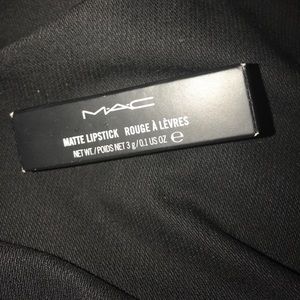 MAC
MATTE LIPSTICK ROUGE À LÈVRES
NET WT./POIDS NET 3 g/0.1 US OZ ℮